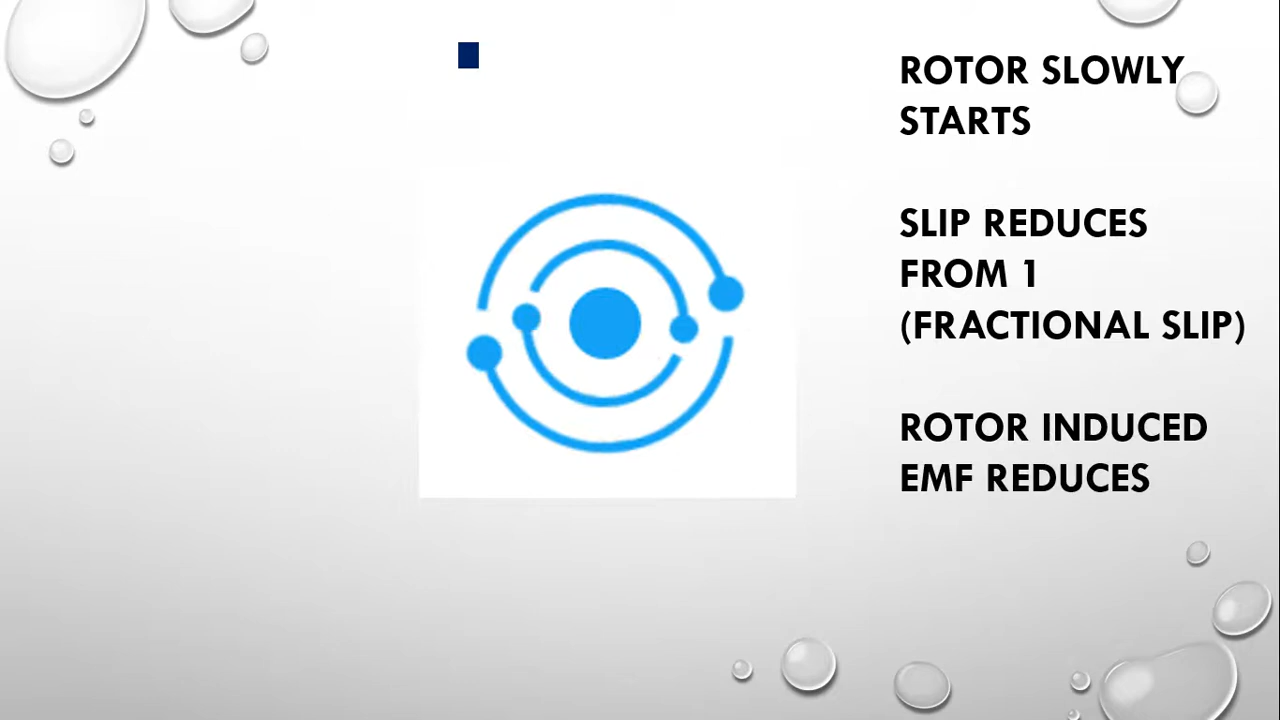 ROTOR SLOWLY
STARTS
SLIP REDUCES
FROM 1
(FRACTIONAL SLIP)
ROTOR INDUCED
EMF REDUCES